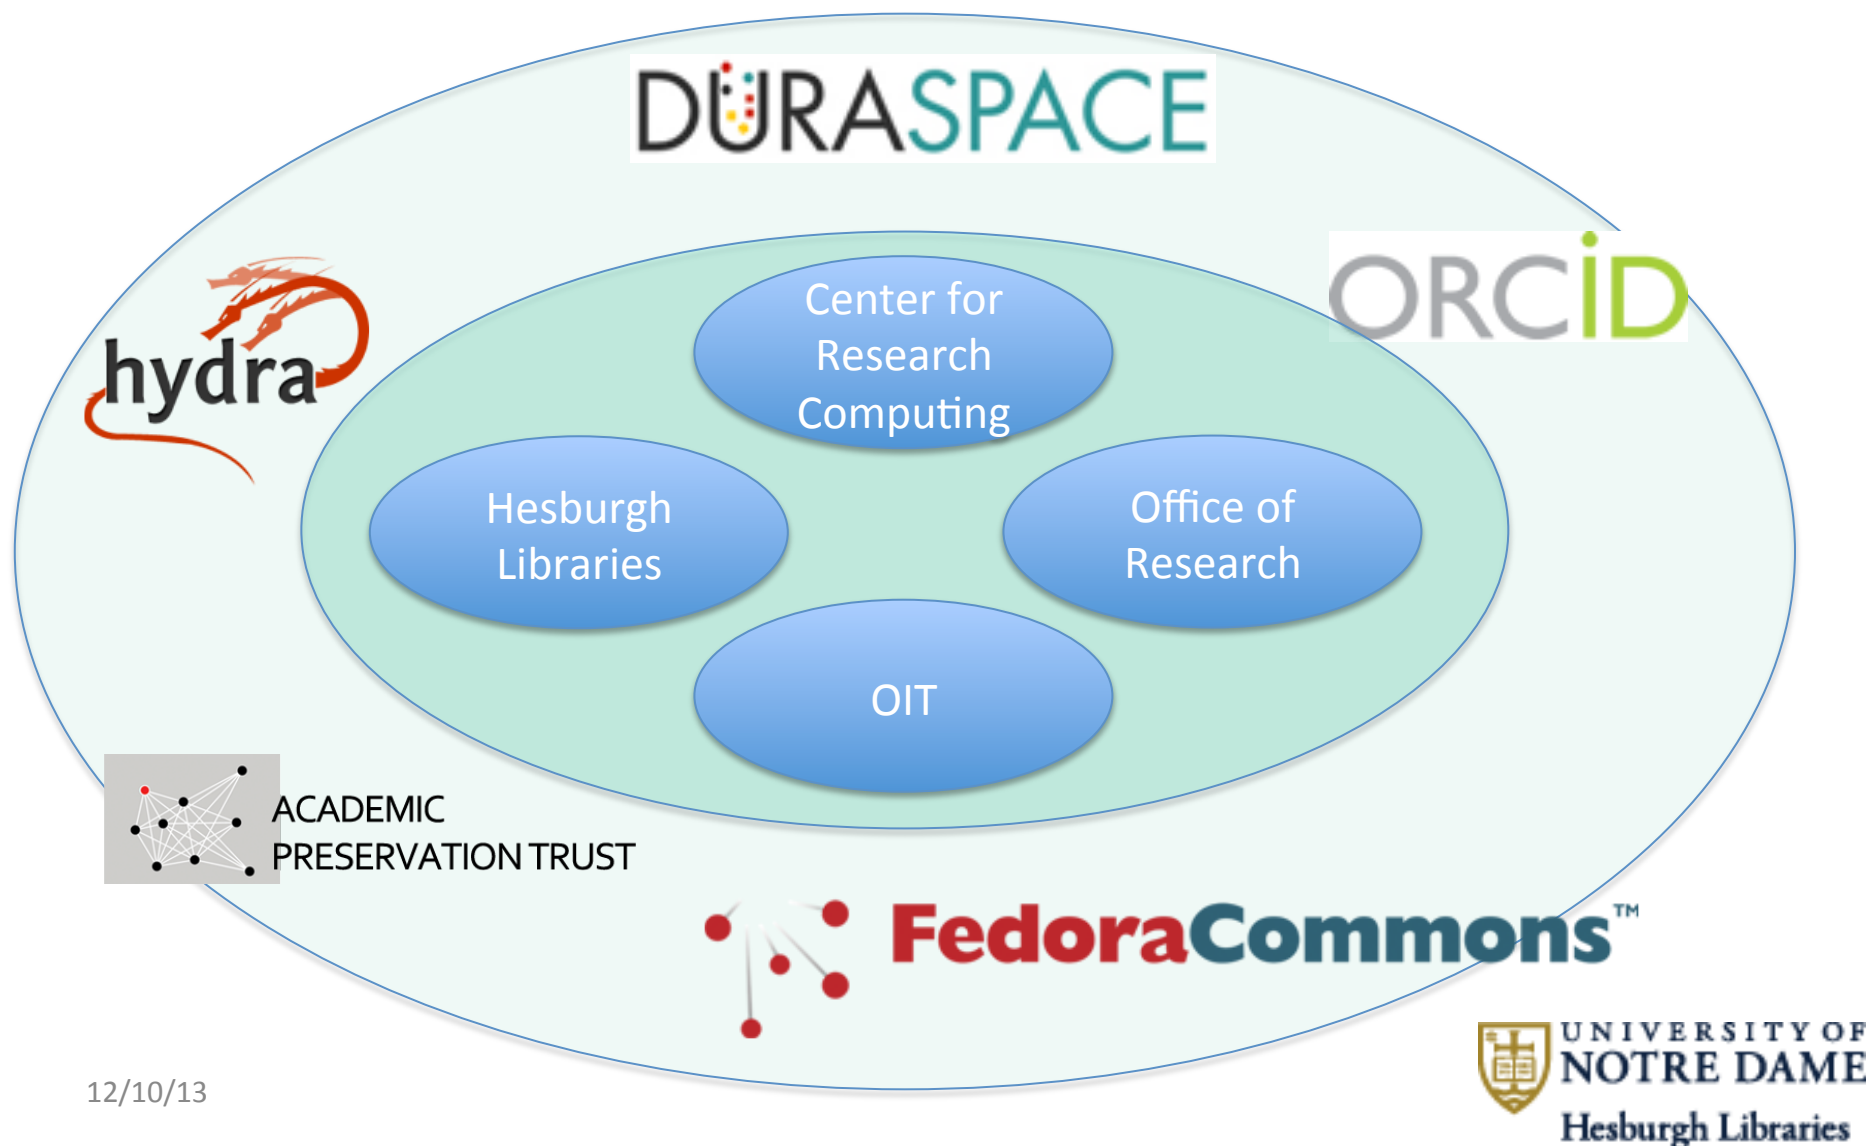 DURASPACE
ORCiD
hydra
Center for
Research
Computing
Hesburgh
Libraries
Office of
Research
OIT
ACADEMIC
PRESERVATION TRUST
FedoraCommons™
12/10/13
UNIVERSITY OF
NOTRE DAME
Hesburgh Libraries